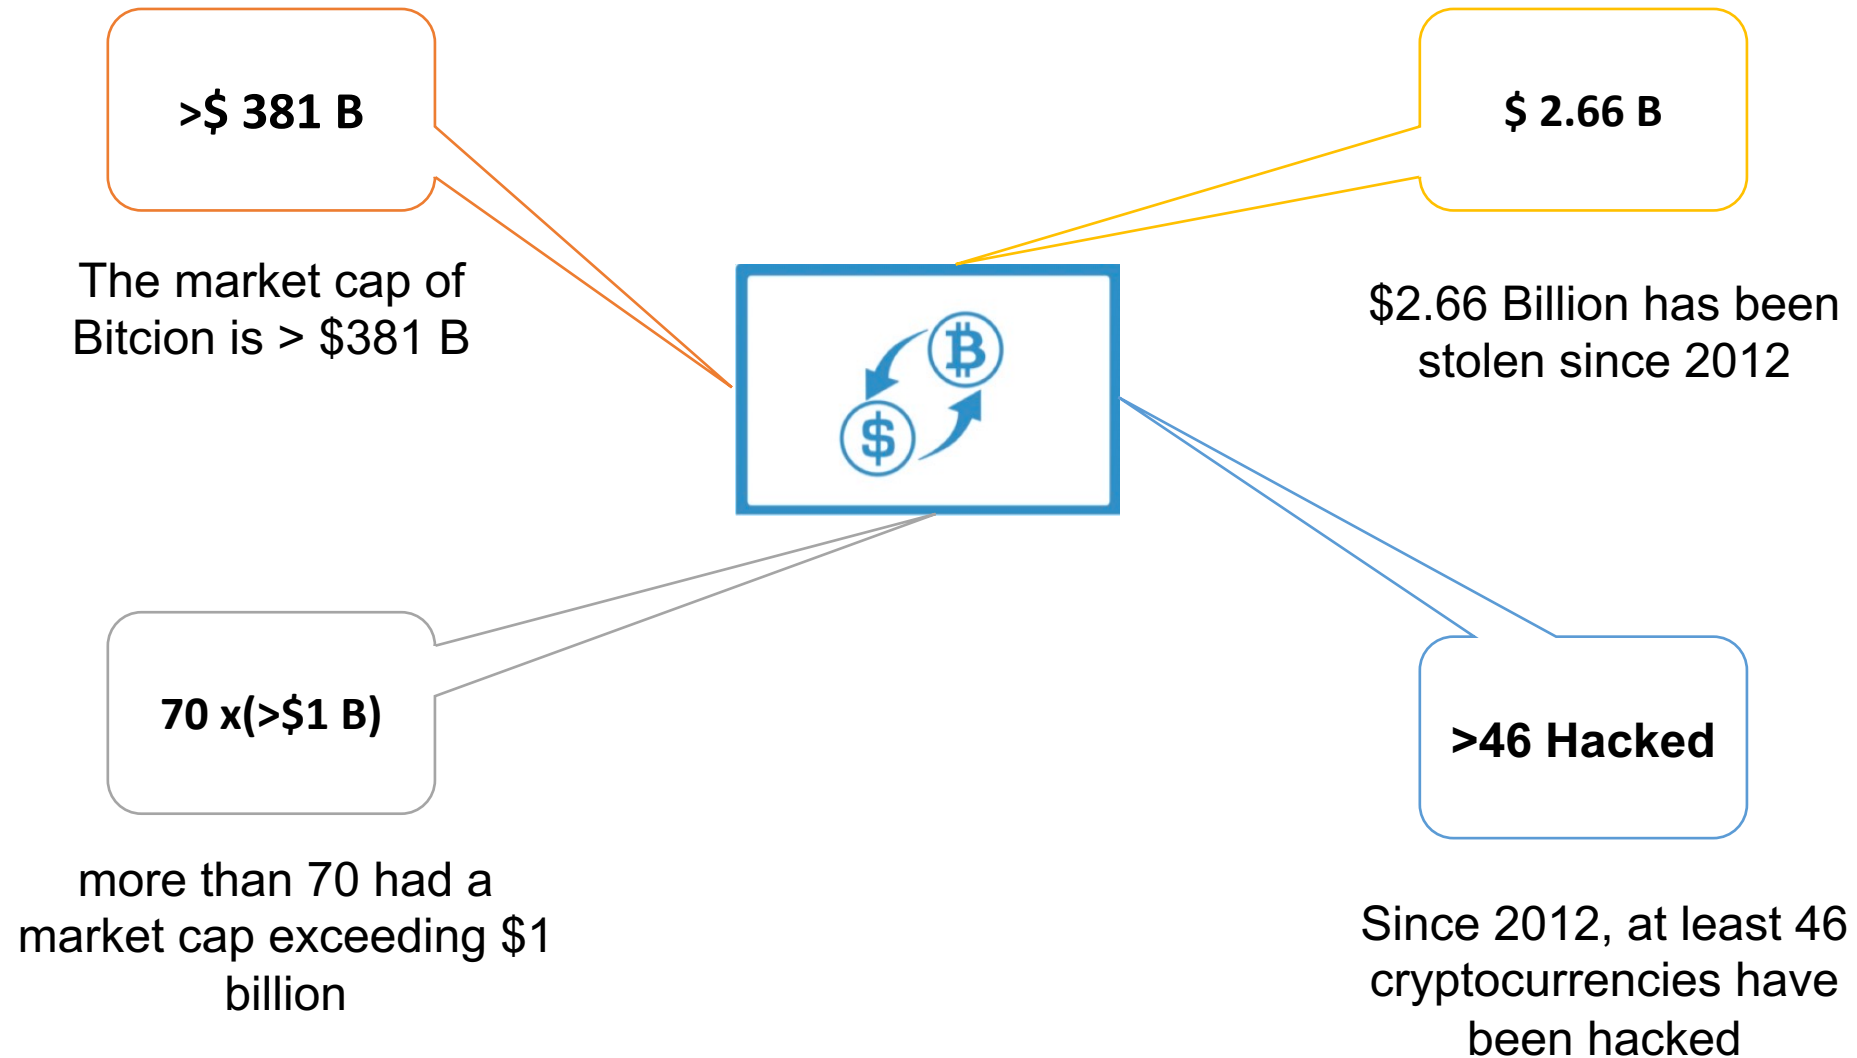 >$ 381 B
The market cap of
Bitcion is > $381 B
$ 2.66 B
$2.66 Billion has been
stolen since 2012
₿
$
70 x(>$1 B)
more than 70 had a
market cap exceeding $1
billion
>46 Hacked
Since 2012, at least 46
cryptocurrencies have
been hacked